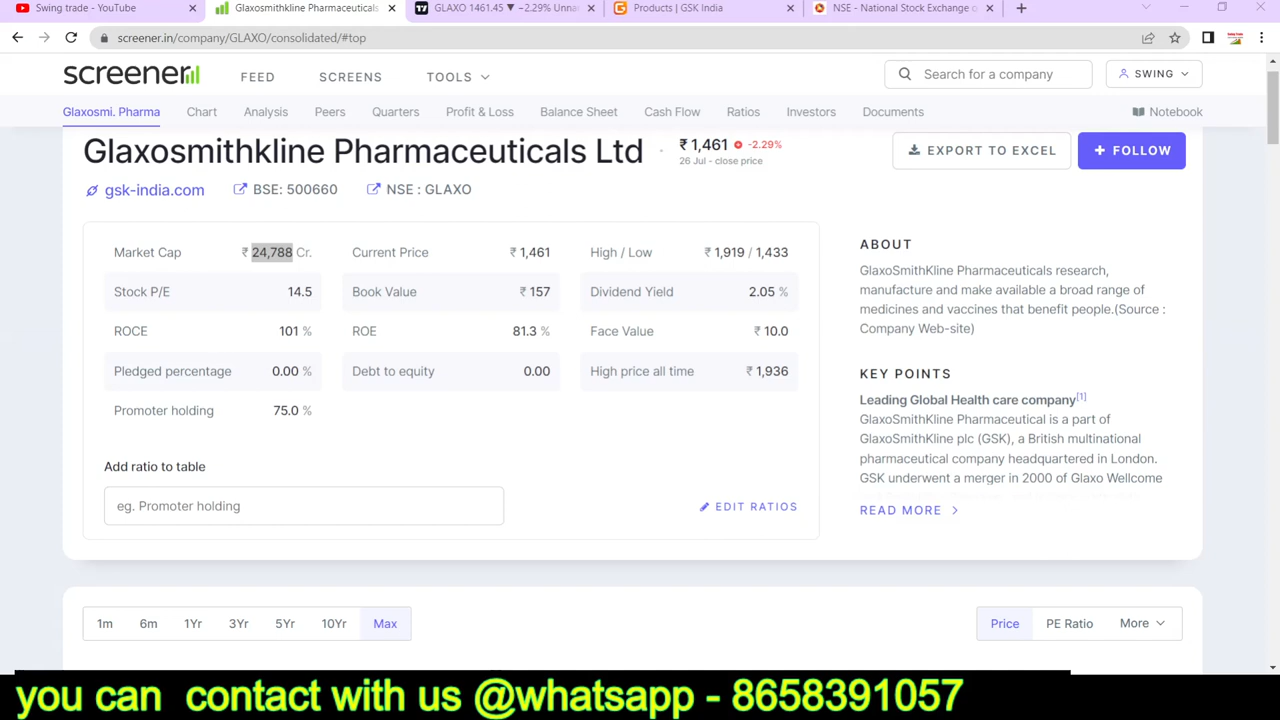 Swing trade - YouTube
Glaxosmithkline Pharmaceuticals
GLAXO 1461.45 ▼ −2.29% Unna
Products | GSK India
NSE - National Stock Exchange o
screener.in/company/GLAXO/consolidated/#top
screener
FEED
SCREENS
TOOLS
Search for a company
SWING
Glaxosmi. Pharma
Chart
Analysis
Peers
Quarters
Profit & Loss
Balance Sheet
Cash Flow
Ratios
Investors
Documents
Notebook
Glaxosmithkline Pharmaceuticals Ltd
₹ 1,461 -2.29%
26 Jul - close price
EXPORT TO EXCEL
+ FOLLOW
gsk-india.com
BSE: 500660
NSE : GLAXO
Market Cap ₹ 24,788 Cr.
Current Price ₹ 1,461
High / Low ₹ 1,919 / 1,433
Stock P/E 14.5
Book Value ₹ 157
Dividend Yield 2.05 %
ROCE 101 %
ROE 81.3 %
Face Value ₹ 10.0
Pledged percentage 0.00 %
Debt to equity 0.00
High price all time ₹ 1,936
Promoter holding 75.0 %
Add ratio to table
eg. Promoter holding
EDIT RATIOS
ABOUT
GlaxoSmithKline Pharmaceuticals research,
manufacture and make available a broad range of
medicines and vaccines that benefit people.(Source :
Company Web-site)
KEY POINTS
Leading Global Health care company[1]
GlaxoSmithKline Pharmaceutical is a part of
GlaxoSmithKline plc (GSK), a British multinational
pharmaceutical company headquartered in London.
GSK underwent a merger in 2000 of Glaxo Wellcome
READ MORE
1m
6m
1Yr
3Yr
5Yr
10Yr
Max
Price
PE Ratio
More
you can contact with us @whatsapp - 8658391057